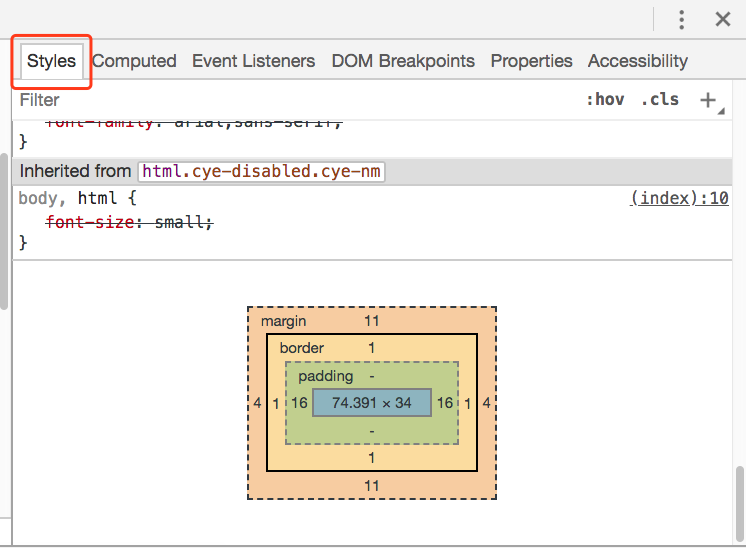 Styles Computed Event Listeners DOM Breakpoints Properties Accessibility
Filter :hov .cls +
font-family: arial,sans-serif;
}
Inherited from html.cye-disabled.cye-nm
body, html { (index):10
font-size: small;
}
margin 11
border 1
padding -
4 1 16 74.391 × 34 16 1 4
-
1
11